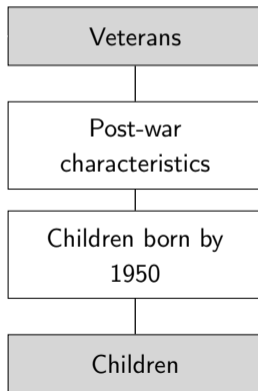 Veterans
Post-war
characteristics
Children born by
1950
Children